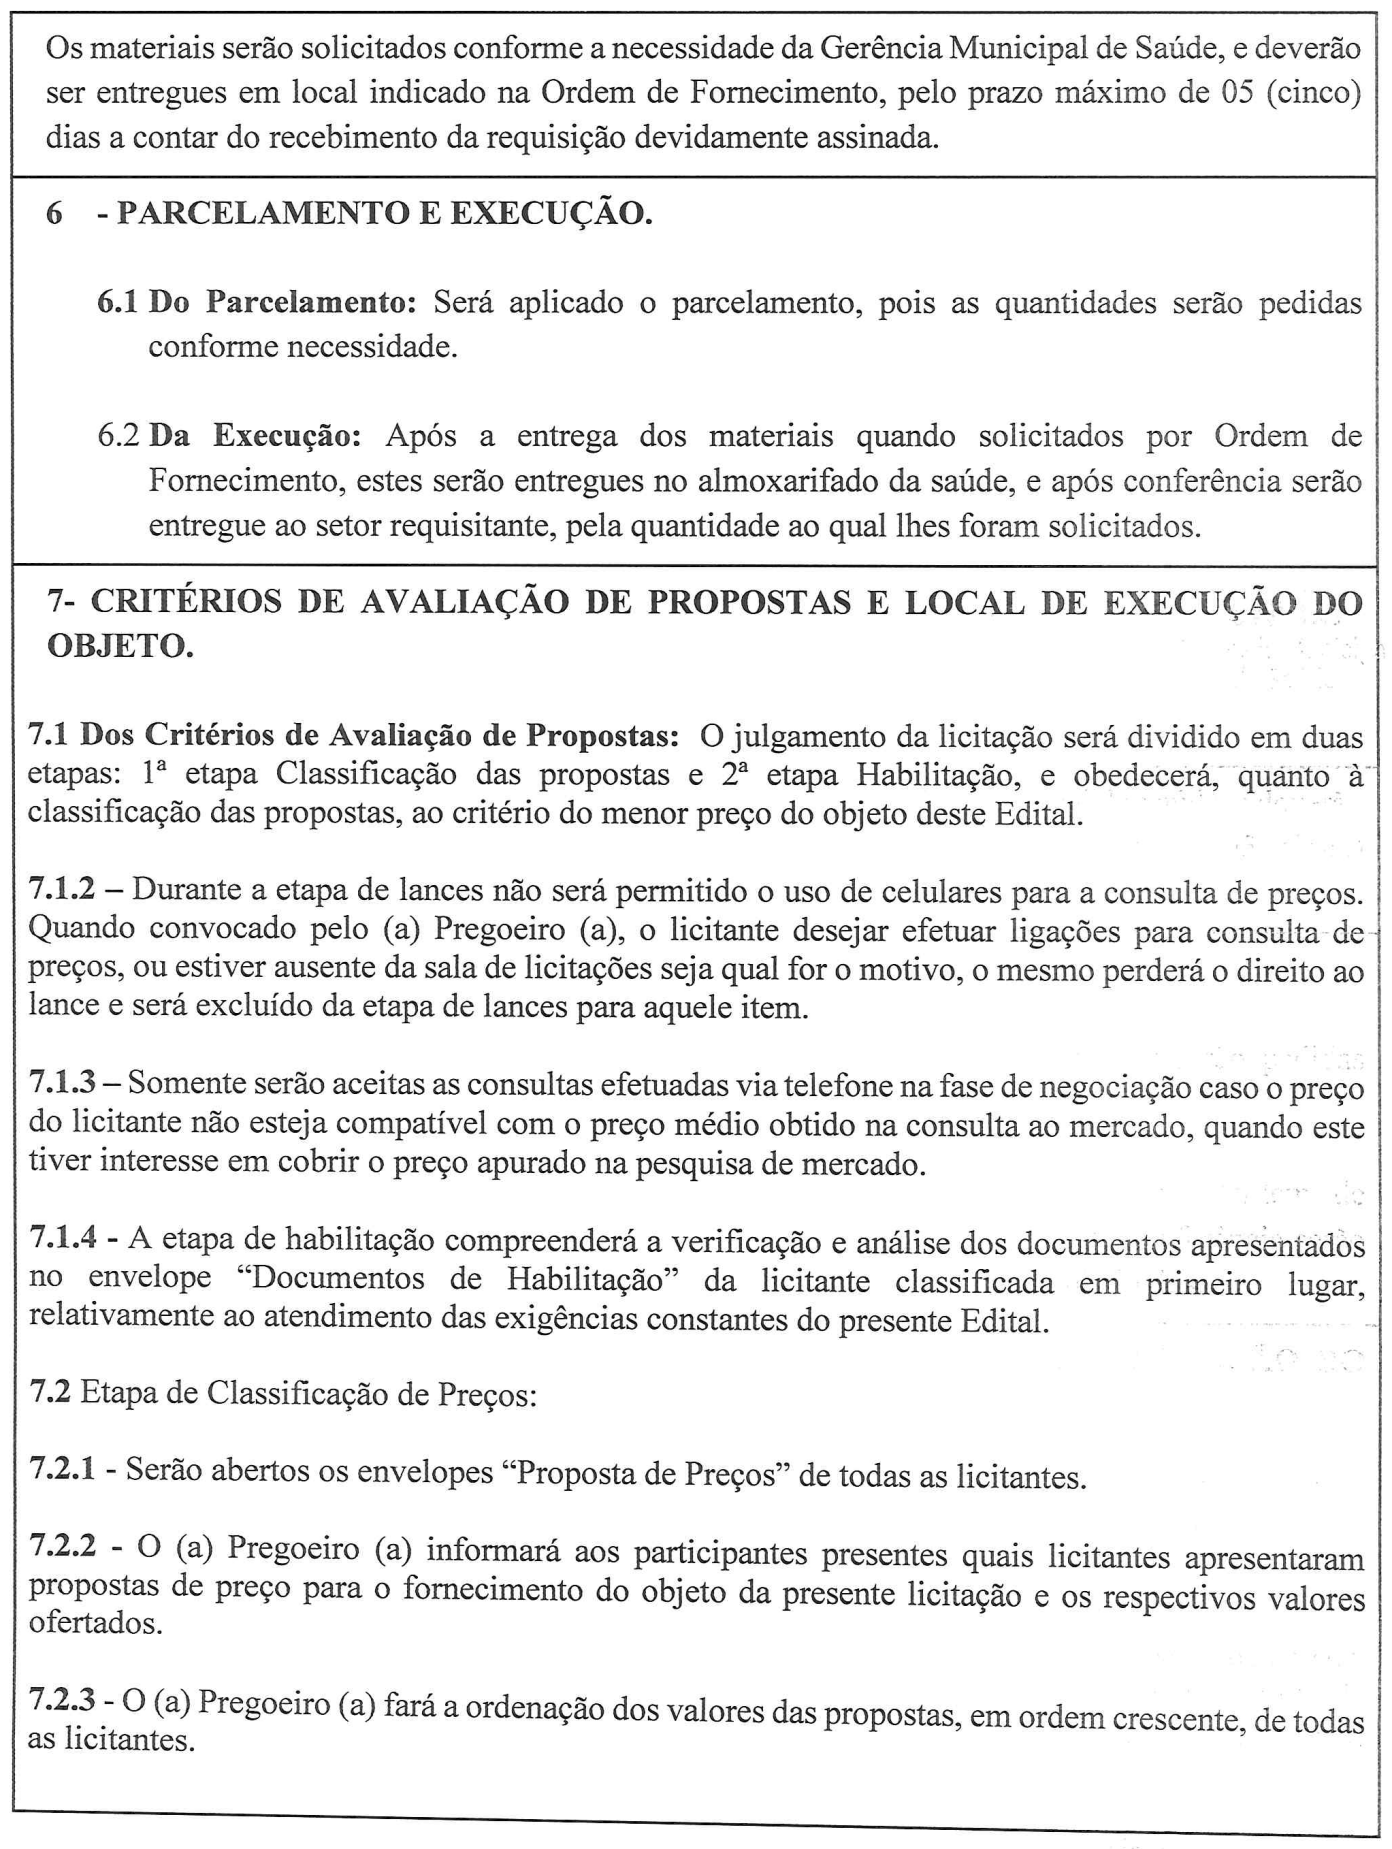 Os materiais serão solicitados conforme a necessidade da Gerência Municipal de Saúde, e deverão
ser entregues em local indicado na Ordem de Fornecimento, pelo prazo máximo de 05 (cinco)
dias a contar do recebimento da requisição devidamente assinada.
6 - PARCELAMENTO E EXECUÇÃO.
6.1 Do Parcelamento: Será aplicado o parcelamento, pois as quantidades serão pedidas
conforme necessidade.
6.2 Da Execução: Após a entrega dos materiais quando solicitados por Ordem de
Fornecimento, estes serão entregues no almoxarifado da saúde, e após conferência serão
entregue ao setor requisitante, pela quantidade ao qual lhes foram solicitados.
7- CRITÉRIOS DE AVALIAÇÃO DE PROPOSTAS E LOCAL DE EXECUÇÃO DO
OBJETO.
7.1 Dos Critérios de Avaliação de Propostas: O julgamento da licitação será dividido em duas
etapas: 1ª etapa Classificação das propostas e 2ª etapa Habilitação, e obedecerá, quanto à
classificação das propostas, ao critério do menor preço do objeto deste Edital.
7.1.2 – Durante a etapa de lances não será permitido o uso de celulares para a consulta de preços.
Quando convocado pelo (a) Pregoeiro (a), o licitante desejar efetuar ligações para consulta de
preços, ou estiver ausente da sala de licitações seja qual for o motivo, o mesmo perderá o direito ao
lance e será excluído da etapa de lances para aquele item.
7.1.3 – Somente serão aceitas as consultas efetuadas via telefone na fase de negociação caso o preço
do licitante não esteja compatível com o preço médio obtido na consulta ao mercado, quando este
tiver interesse em cobrir o preço apurado na pesquisa de mercado.
7.1.4 - A etapa de habilitação compreenderá a verificação e análise dos documentos apresentados
no envelope “Documentos de Habilitação” da licitante classificada em primeiro lugar,
relativamente ao atendimento das exigências constantes do presente Edital.
7.2 Etapa de Classificação de Preços:
7.2.1 - Serão abertos os envelopes “Proposta de Preços” de todas as licitantes.
7.2.2 - O (a) Pregoeiro (a) informará aos participantes presentes quais licitantes apresentaram
propostas de preço para o fornecimento do objeto da presente licitação e os respectivos valores
ofertados.
7.2.3 - O (a) Pregoeiro (a) fará a ordenação dos valores das propostas, em ordem crescente, de todas
as licitantes.